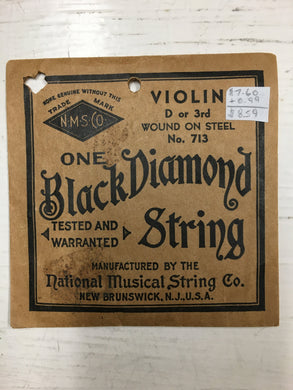 NONE GENUINE WITHOUT THIS
TRADE MARK
N.M.S.CO.
VIOLIN
D or 3rd
WOUND ON STEEL
No. 713
$7.60
+0.99
$8.59
ONE
Black Diamond
TESTED AND
WARRANTED
String
MANUFACTURED BY THE
National Musical String Co.
NEW BRUNSWICK, N.J., U.S.A.